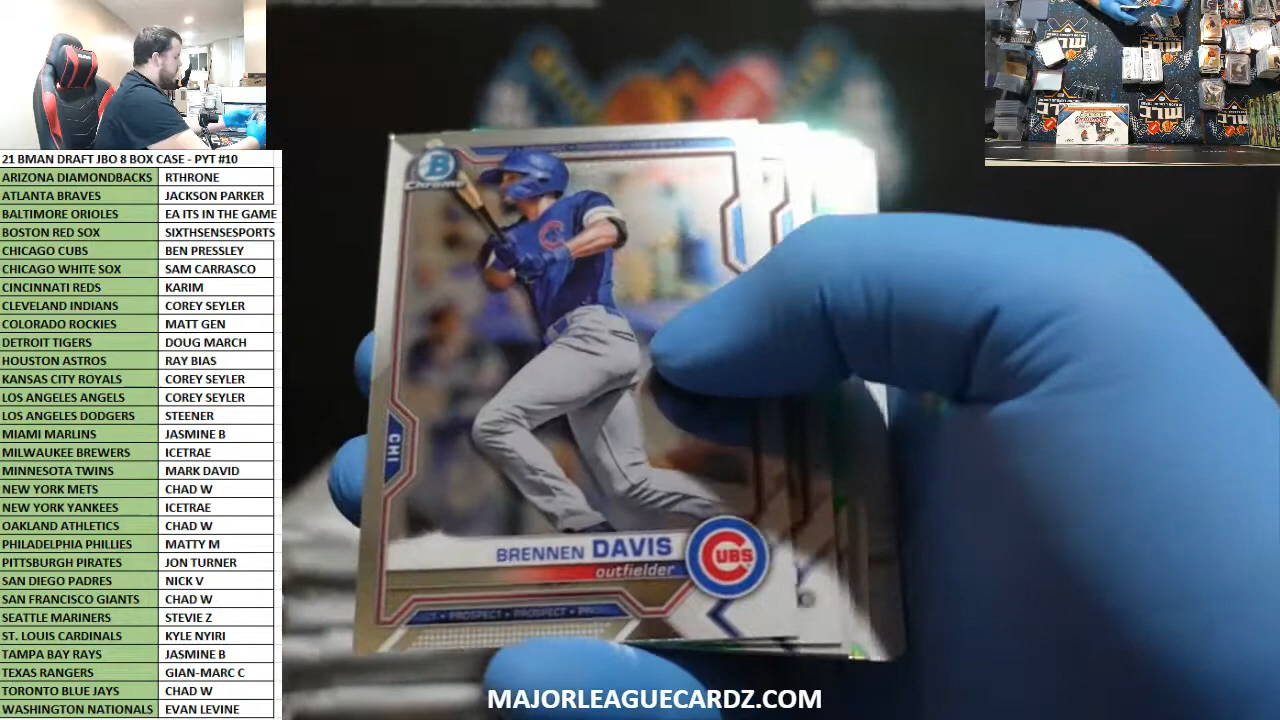 21 BMAN DRAFT JBO 8 BOX CASE - PYT #10
ARIZONA DIAMONDBACKS RTHRONE
ATLANTA BRAVES JACKSON PARKER
BALTIMORE ORIOLES EA ITS IN THE GAME
BOSTON RED SOX SIXTHSENSESPORTS
CHICAGO CUBS BEN PRESSLEY
CHICAGO WHITE SOX SAM CARRASCO
CINCINNATI REDS KARIM
CLEVELAND INDIANS COREY SEYLER
COLORADO ROCKIES MATT GEN
DETROIT TIGERS DOUG MARCH
HOUSTON ASTROS RAY BIAS
KANSAS CITY ROYALS COREY SEYLER
LOS ANGELES ANGELS COREY SEYLER
LOS ANGELES DODGERS STEENER
MIAMI MARLINS JASMINE B
MILWAUKEE BREWERS ICETRAE
MINNESOTA TWINS MARK DAVID
NEW YORK METS CHAD W
NEW YORK YANKEES ICETRAE
OAKLAND ATHLETICS CHAD W
PHILADELPHIA PHILLIES MATTY M
PITTSBURGH PIRATES JON TURNER
SAN DIEGO PADRES NICK V
SAN FRANCISCO GIANTS CHAD W
SEATTLE MARINERS STEVIE Z
ST. LOUIS CARDINALS KYLE NYIRI
TAMPA BAY RAYS JASMINE B
TEXAS RANGERS GIAN-MARC C
TORONTO BLUE JAYS CHAD W
WASHINGTON NATIONALS EVAN LEVINE
B
Chrome
CHI
BRENNEN DAVIS
outfielder
CUBS
PROSPECT • PROSPECT
MAJORLEAGUECARDZ.COM